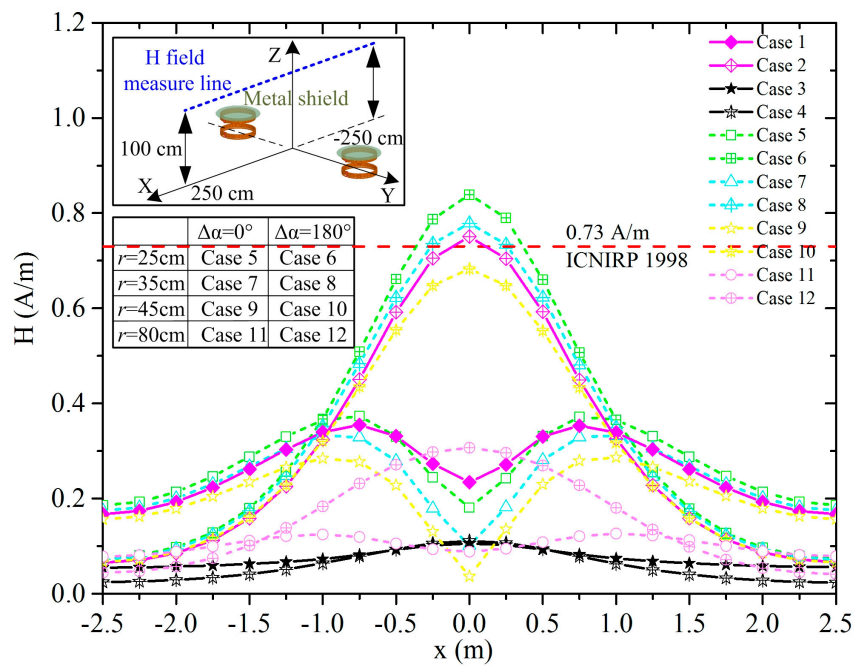 1.2
1.0
0.8
0.6
0.4
0.2
0.0
H (A/m)
-2.5 -2.0 -1.5 -1.0 -0.5 0.0 0.5 1.0 1.5 2.0 2.5
x (m)
H field
measure line
Z
Metal shield
100 cm
-250 cm
X
250 cm
Y
Δα=0° Δα=180°
r=25cm Case 5 Case 6
r=35cm Case 7 Case 8
r=45cm Case 9 Case 10
r=80cm Case 11 Case 12
0.73 A/m
ICNIRP 1998
Case 1
Case 2
Case 3
Case 4
Case 5
Case 6
Case 7
Case 8
Case 9
Case 10
Case 11
Case 12